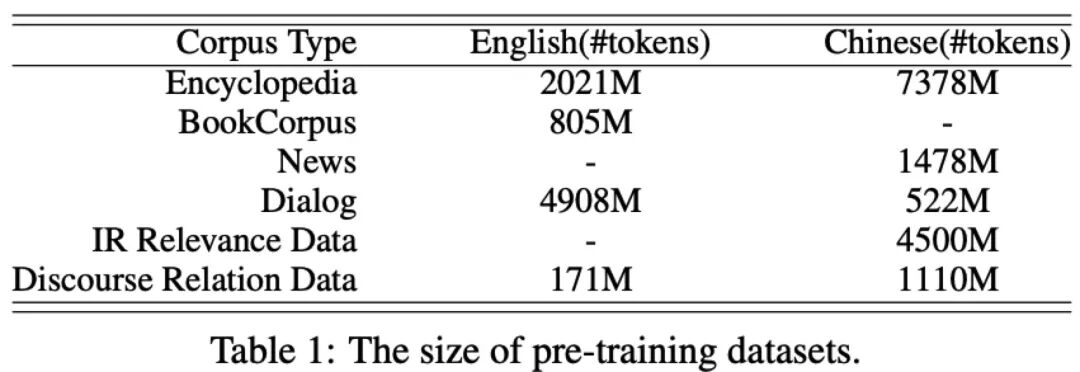 Corpus Type English(#tokens) Chinese(#tokens)
Encyclopedia 2021M 7378M
BookCorpus 805M -
News - 1478M
Dialog 4908M 522M
IR Relevance Data - 4500M
Discourse Relation Data 171M 1110M
Table 1: The size of pre-training datasets.